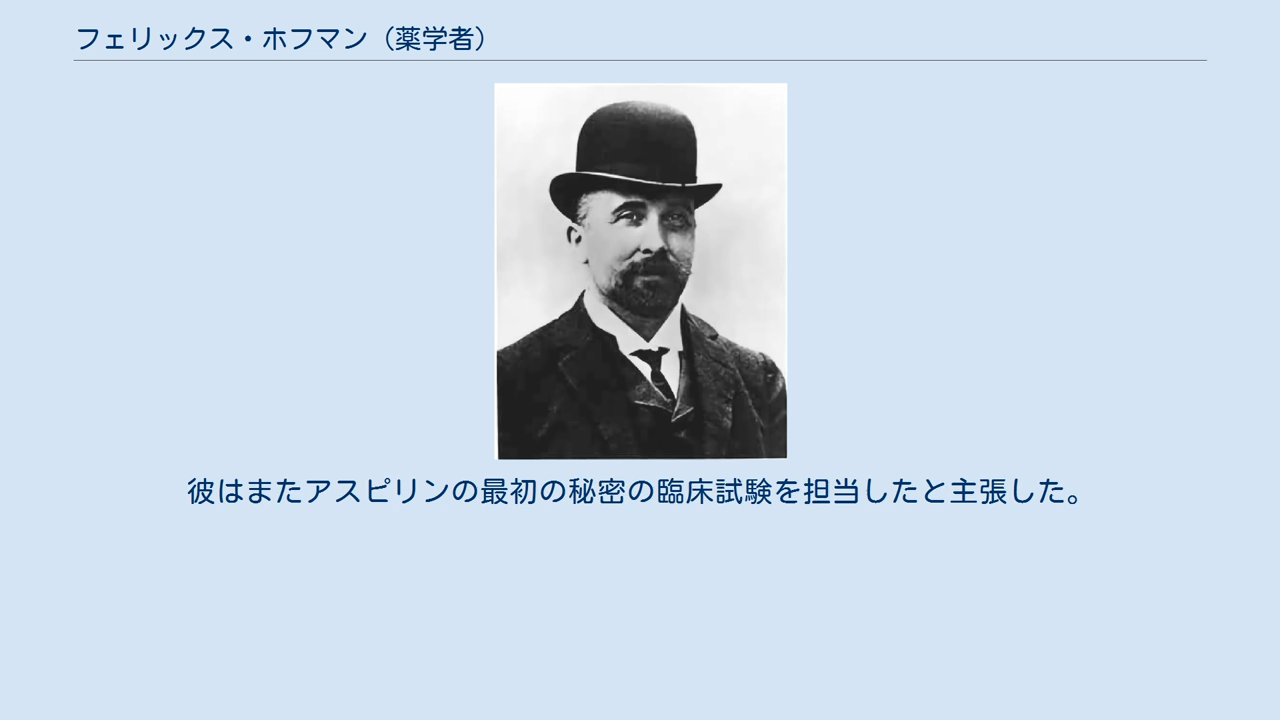 フェリックス・ホフマン（薬学者）
彼はまたアスピリンの最初の秘密の臨床試験を担当したと主張した。